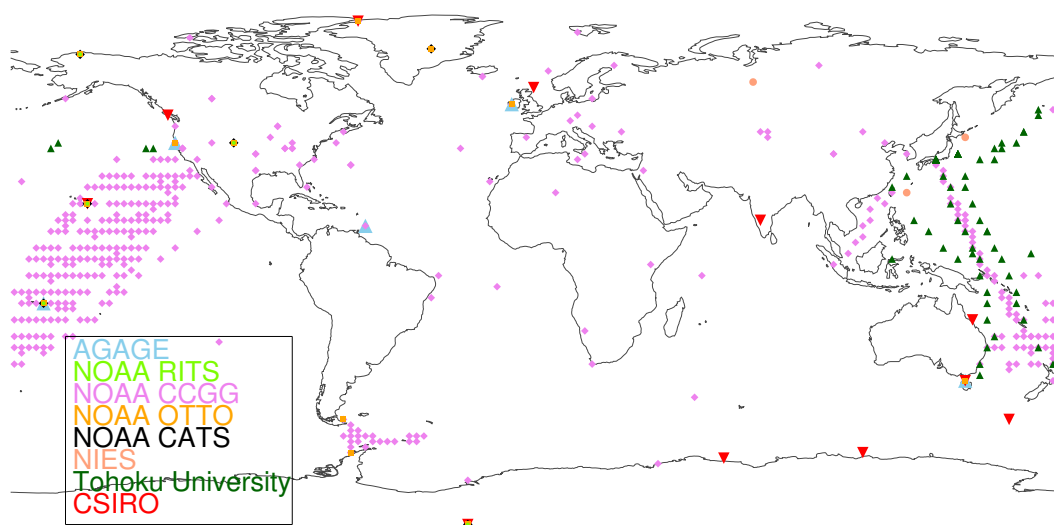 AGAGE
NOAA RITS
NOAA CCGG
NOAA OTTO
NOAA CATS
NIES
Tohoku University
CSIRO